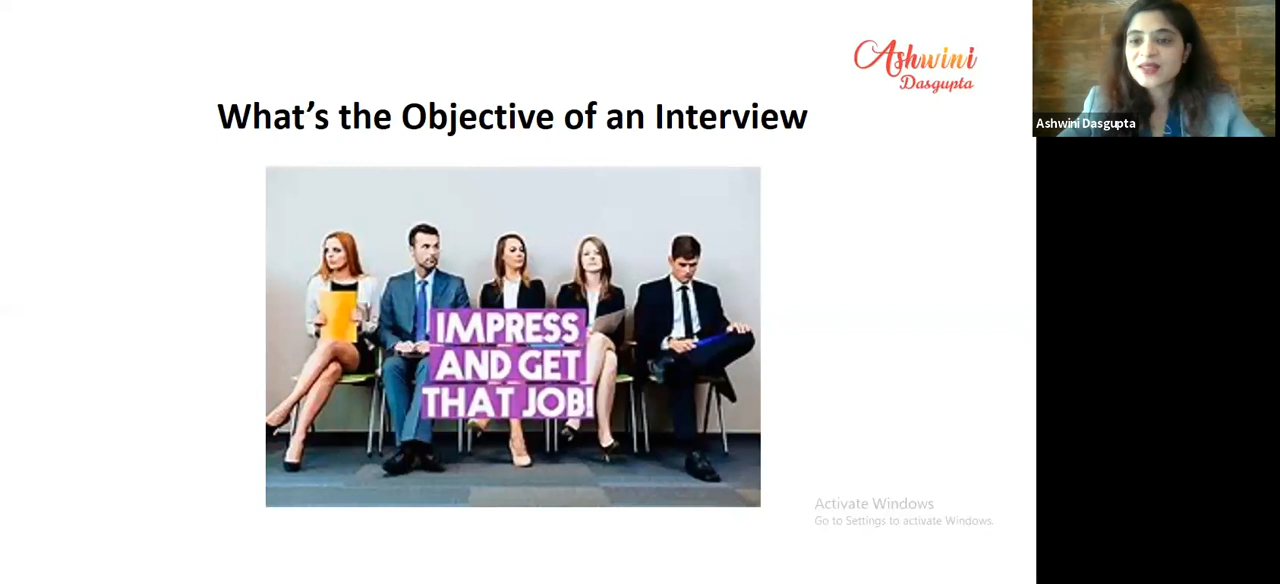 Ashwini
Dasgupta
What's the Objective of an Interview
IMPRESS
AND GET
THAT JOB!
Activate Windows
Go to Settings to activate Windows.
Ashwini Dasgupta